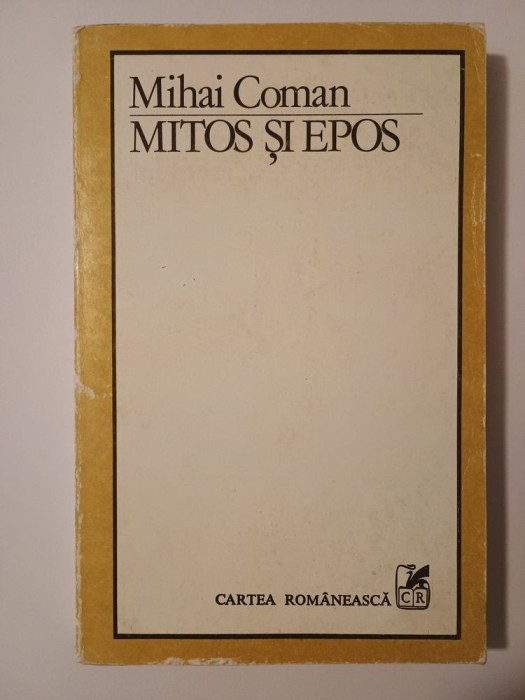 Mihai Coman
MITOS ȘI EPOS
CARTEA ROMÂNEASCĂ
CR